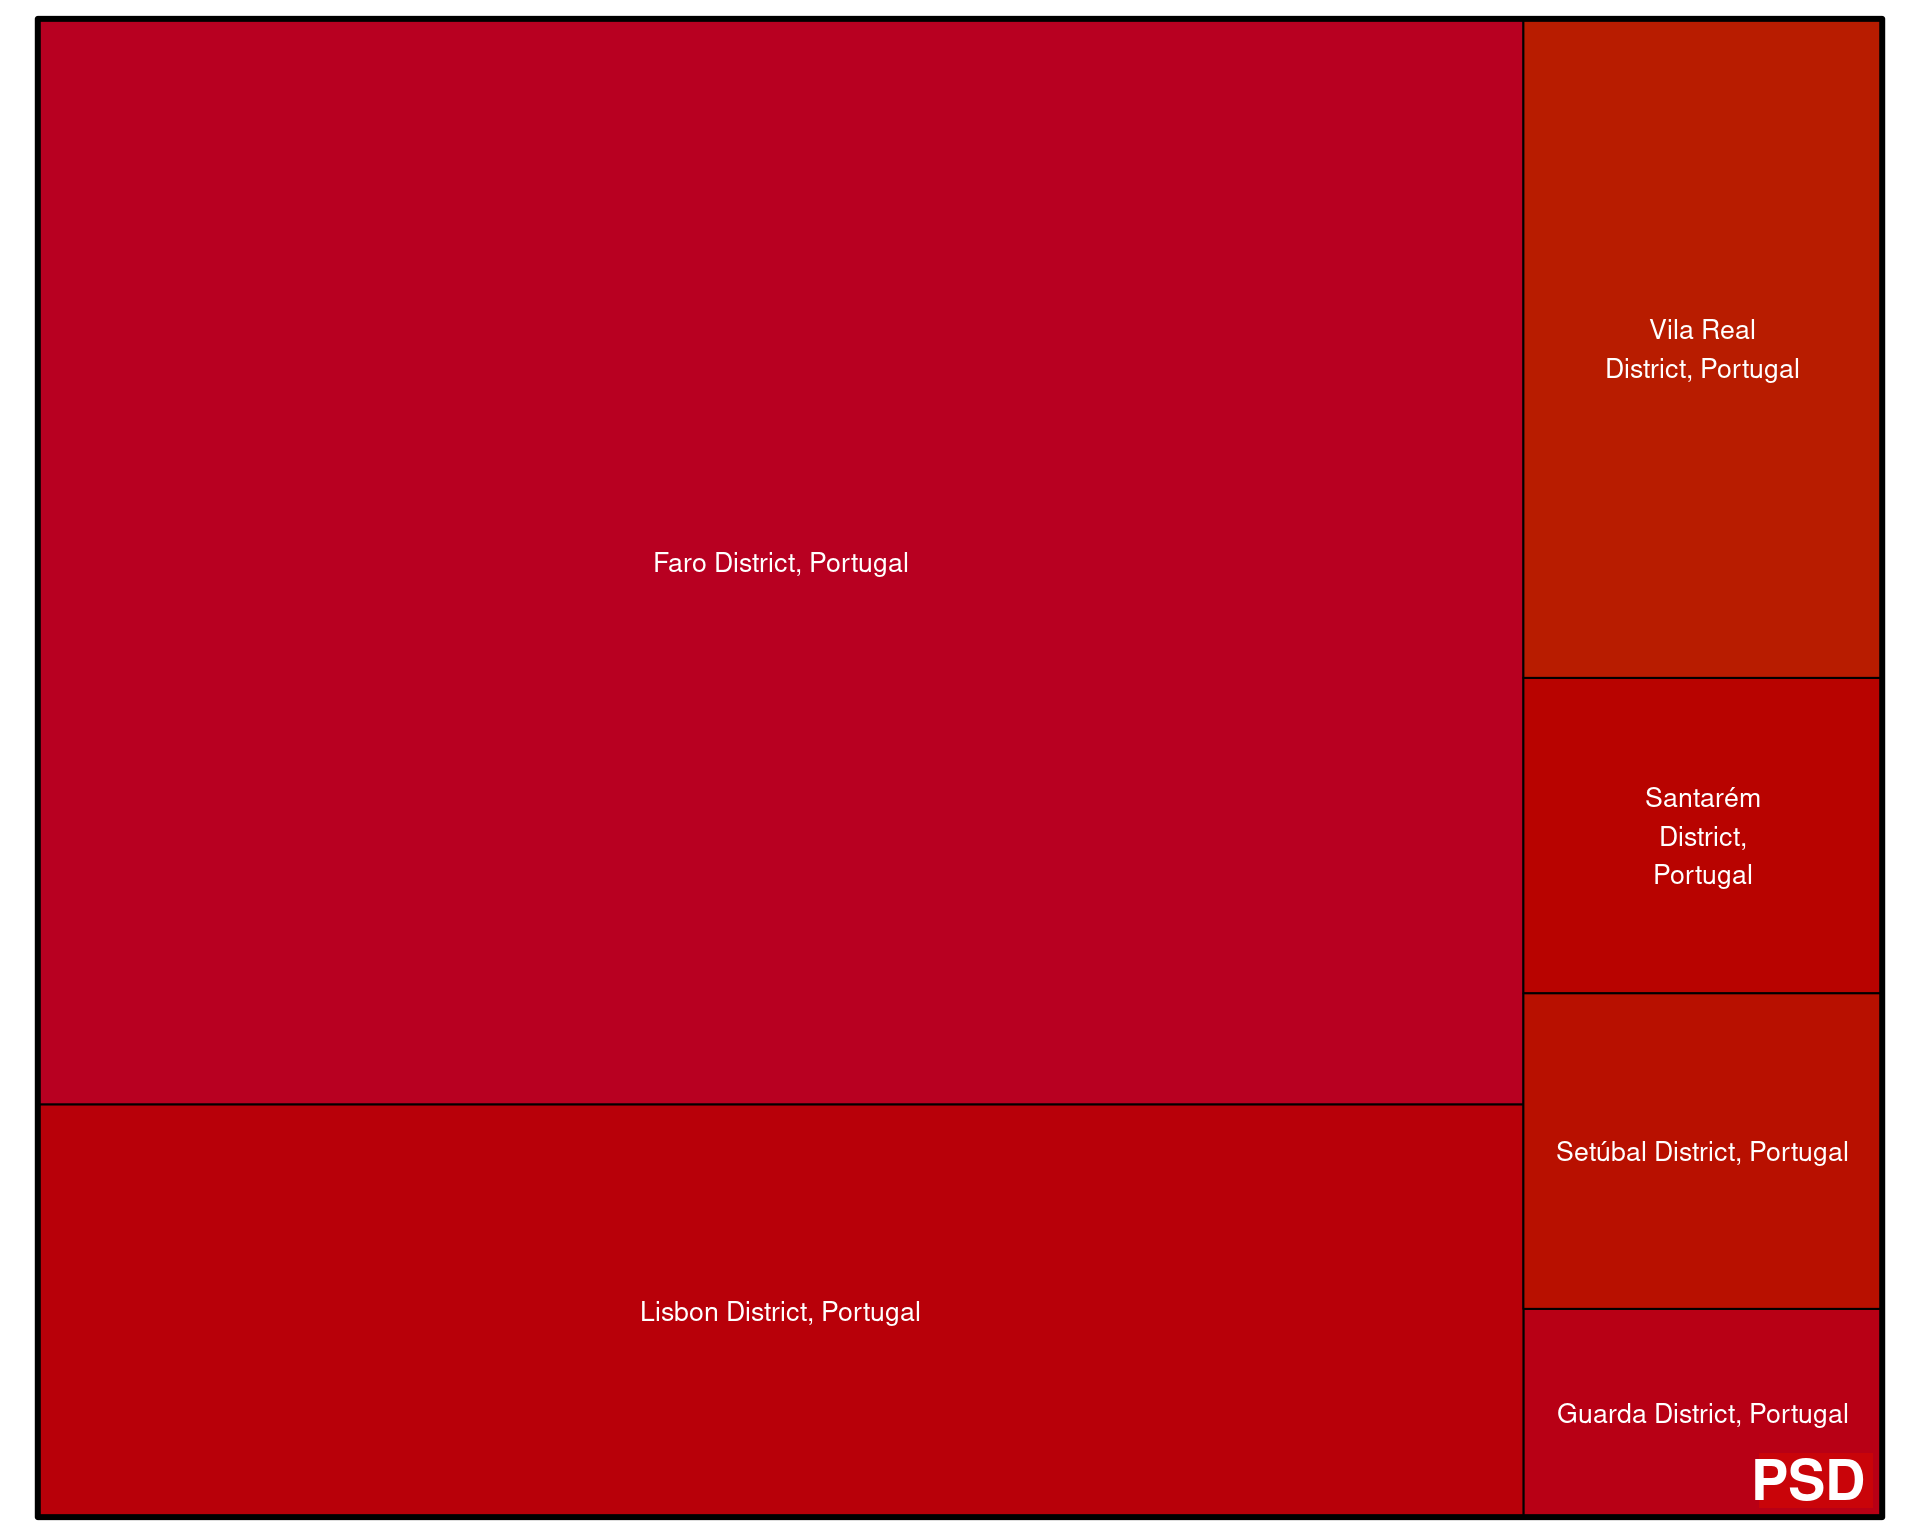 Faro District, Portugal
Lisbon District, Portugal
Vila Real
District, Portugal
Santarém
District,
Portugal
Setúbal District, Portugal
Guarda District, Portugal
PSD